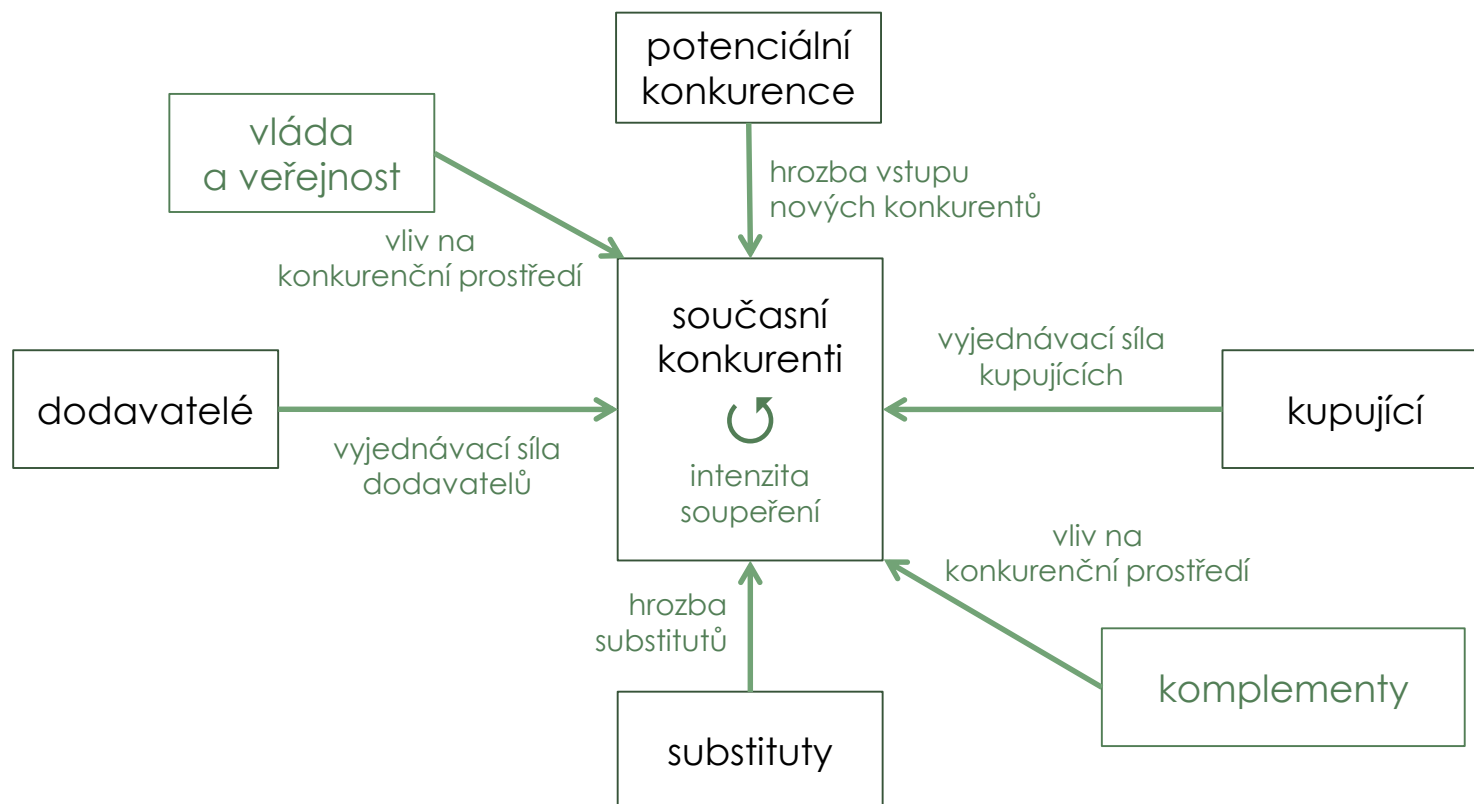 potenciální
konkurence
vláda
a veřejnost
hrozba vstupu
nových konkurentů
vliv na
konkurenční prostředí
současní
konkurenti
intenzita
soupeření
dodavatelé
vyjednávací síla
dodavatelů
vyjednávací síla
kupujících
kupující
vliv na
konkurenční prostředí
hrozba
substitutů
komplementy
substituty